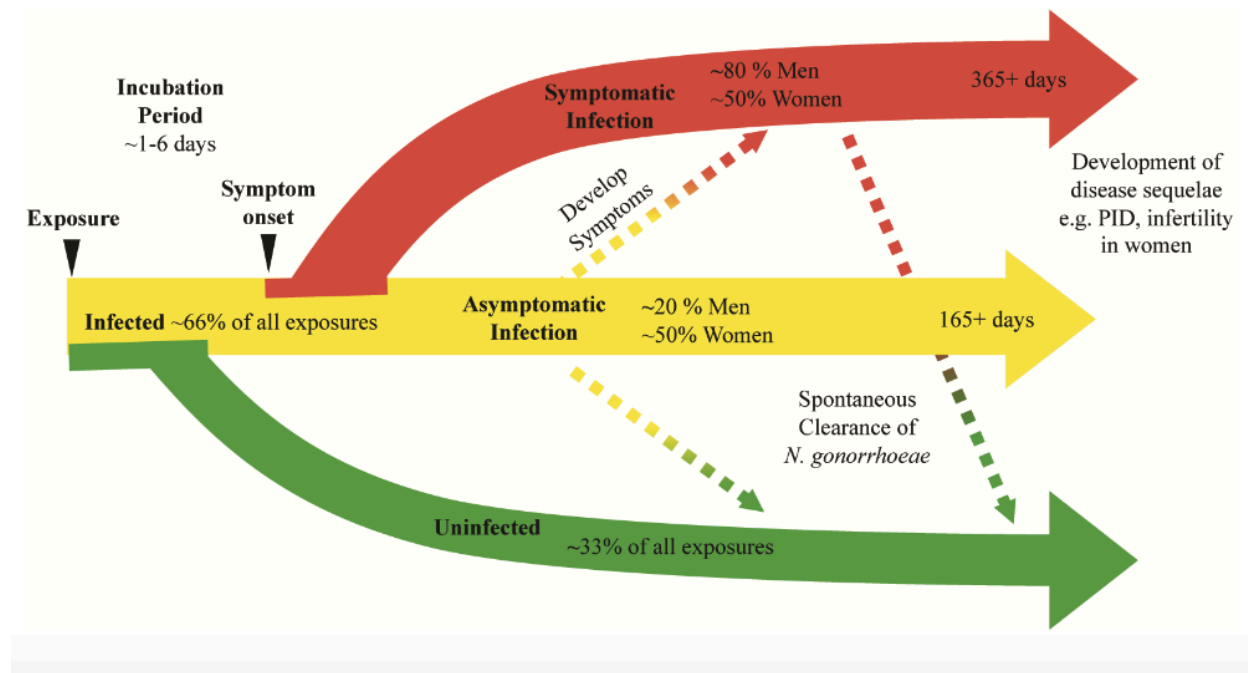 Incubation
Period
~1-6 days
Symptom
onset
Exposure
Symptomatic
Infection
~80 % Men
~50% Women
365+ days
Develop
Symptoms
Development of
disease sequelae
e.g. PID, infertility
in women
Infected ~66% of all exposures
Asymptomatic
Infection
~20 % Men
~50% Women
165+ days
Spontaneous
Clearance of
N. gonorrhoeae
Uninfected
~33% of all exposures